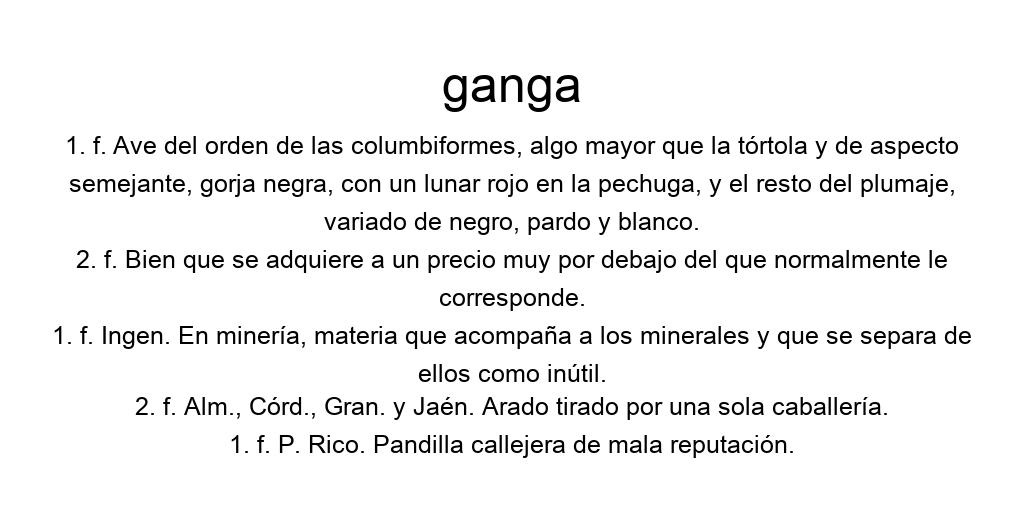 ganga
1. f. Ave del orden de las columbiformes, algo mayor que la tórtola y de aspecto
semejante, gorja negra, con un lunar rojo en la pechuga, y el resto del plumaje,
variado de negro, pardo y blanco.
2. f. Bien que se adquiere a un precio muy por debajo del que normalmente le
corresponde.
1. f. Ingen. En minería, materia que acompaña a los minerales y que se separa de
ellos como inútil.
2. f. Alm., Córd., Gran. y Jaén. Arado tirado por una sola caballería.
1. f. P. Rico. Pandilla callejera de mala reputación.